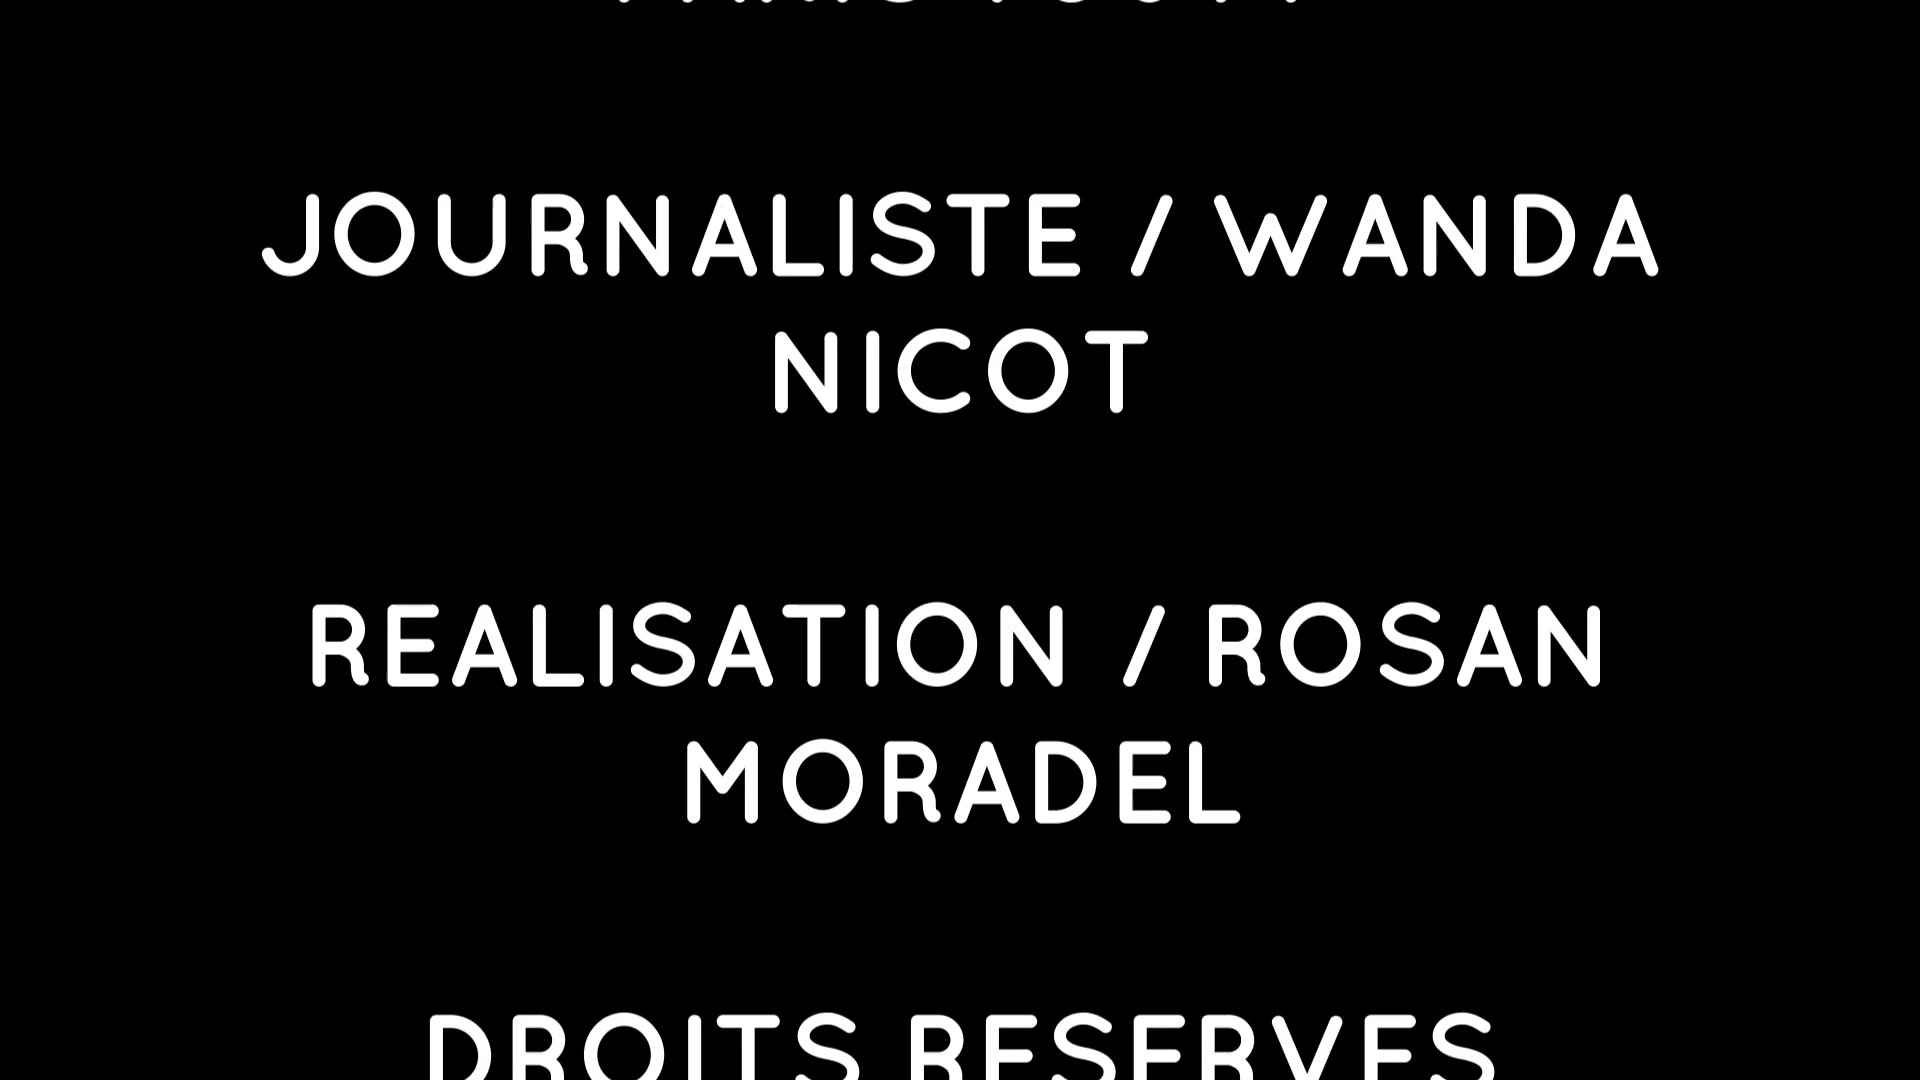 JOURNALISTE / WANDA
NICOT
REALISATION / ROSAN
MORADEL
DROITS RESERVES